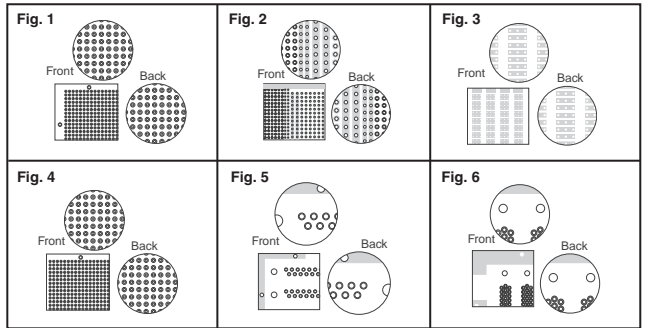 Fig. 1
Front
Back
Fig. 2
Front
Back
Fig. 3
Front
Back
Fig. 4
Front
Back
Fig. 5
Front
Back
Fig. 6
Front
Back